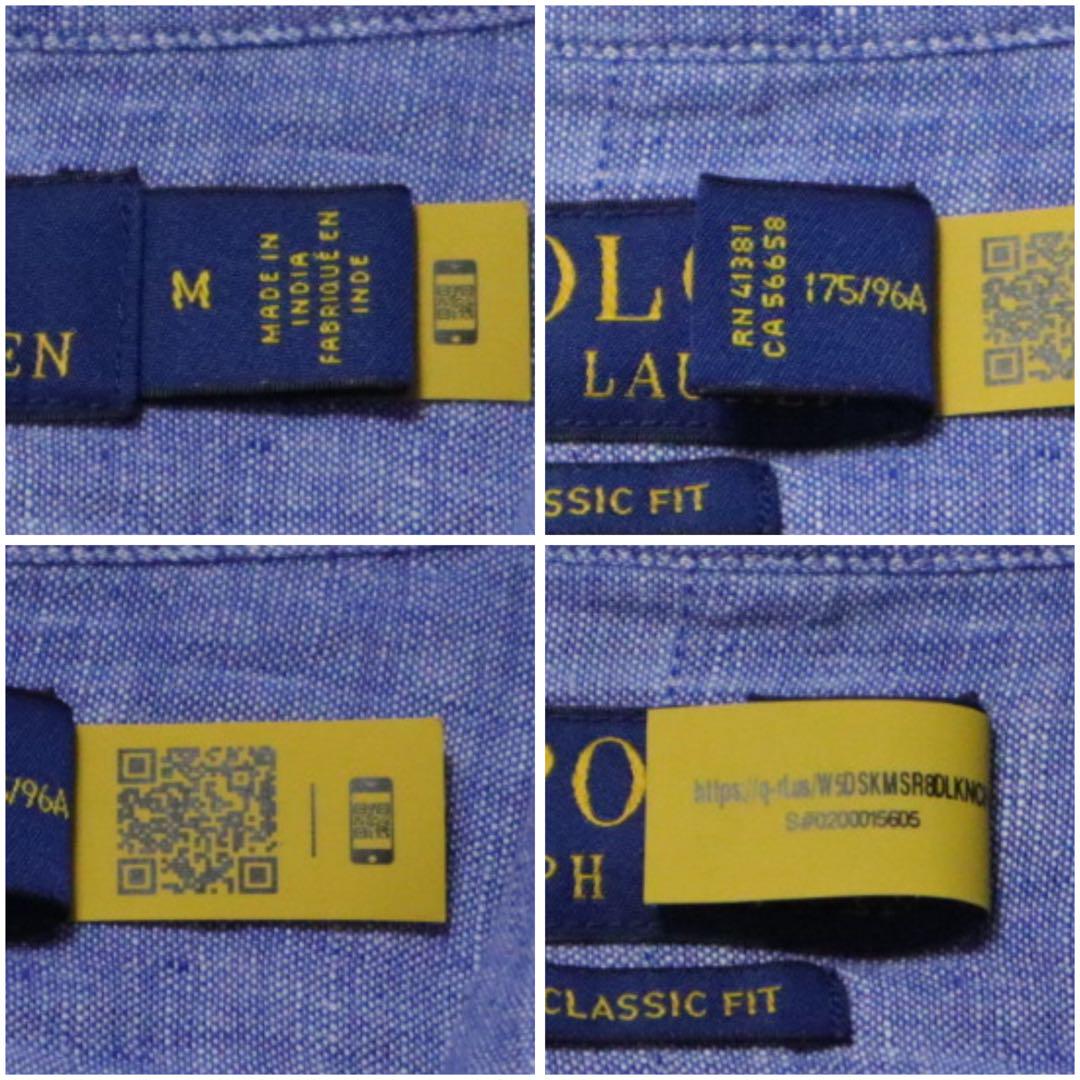 EN
M
MADE IN
INDIA
FABRIQUÉ EN
INDE
OL
LAU
RN 41381
CA 56658
175/96A
SSIC FIT
/96A
PO
PH
S#0200015605
CLASSIC FIT